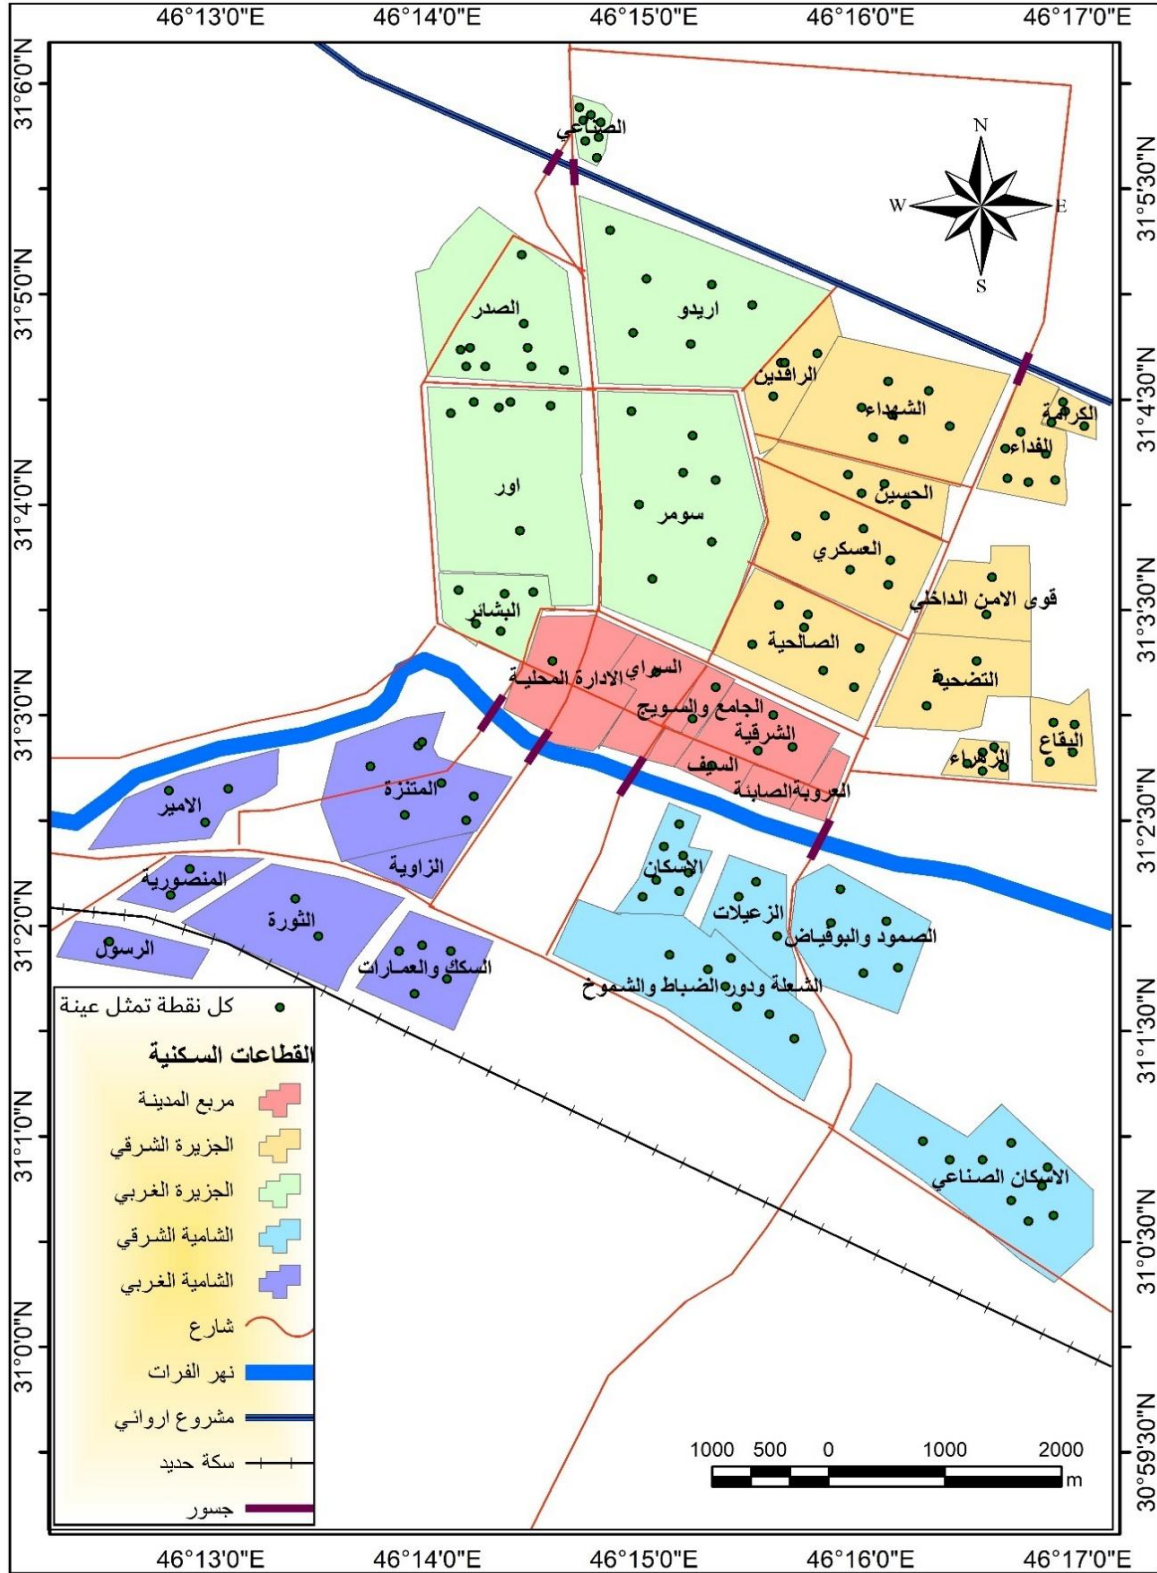 46°13'0"E 46°14'0"E 46°15'0"E 46°16'0"E 46°17'0"E
31°6'0"N
31°5'30"N
31°5'0"N
31°4'30"N
31°4'0"N
31°3'30"N
31°3'0"N
31°2'30"N
31°2'0"N
31°1'30"N
31°1'0"N
31°0'30"N
31°0'0"N
30°59'30"N
N
W E
S
الصناعي
الصدر
اريدو
الرافدين
الشهداء
الكرامة
الفداء
اور
سومر
الحسين
العسكري
البشائر
قوى الامن الداخلي
الصالحية
التضحية
السراي
الادارة المحلية
الجامع والسويج
الشرقية
البقاع
الزهراء
السيف
الصابئة
العروبة
المتنزة
الامير
الزاوية
المنصورية
الثورة
الرسول
السكك والعمارات
الاسكان
الزعيلات
الصمود والبوفياض
الشعلة ودور الضباط والشموخ
الاسكان الصناعي
كل نقطة تمثل عينة
القطاعات السكنية
مربع المدينة
الجزيرة الشرقي
الجزيرة الغربي
الشامية الشرقي
الشامية الغربي
شارع
نهر الفرات
مشروع اروائي
سكة حديد
جسور
1000 500 0 1000 2000
m
46°13'0"E 46°14'0"E 46°15'0"E 46°16'0"E 46°17'0"E